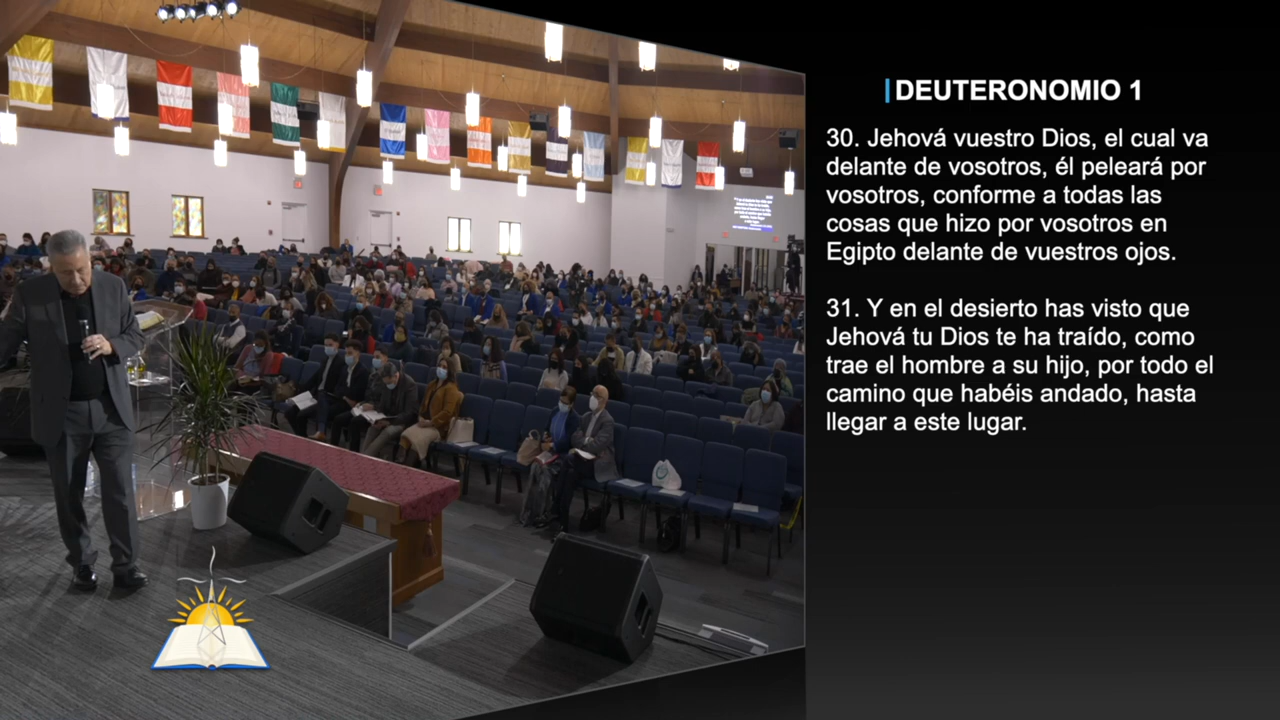 DEUTERONOMIO 1
30. Jehová vuestro Dios, el cual va
delante de vosotros, él peleará por
vosotros, conforme a todas las
cosas que hizo por vosotros en
Egipto delante de vuestros ojos.
31. Y en el desierto has visto que
Jehová tu Dios te ha traído, como
trae el hombre a su hijo, por todo el
camino que habéis andado, hasta
llegar a este lugar.